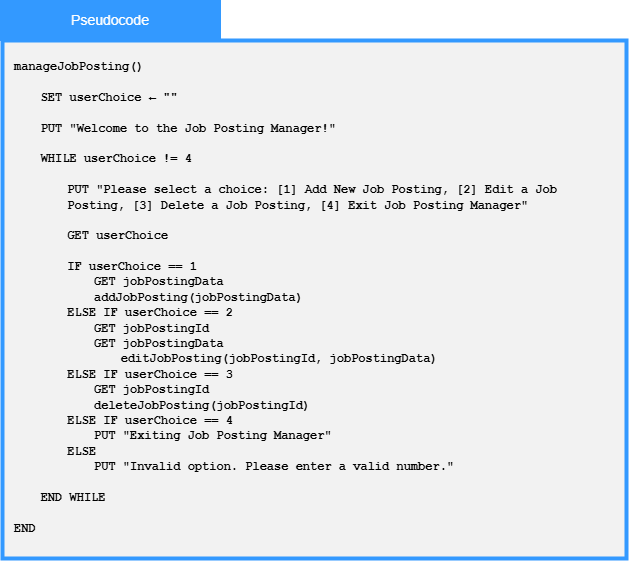 Pseudocode
manageJobPosting()
SET userChoice ← ""
PUT "Welcome to the Job Posting Manager!"
WHILE userChoice != 4
PUT "Please select a choice: [1] Add New Job Posting, [2] Edit a Job
Posting, [3] Delete a Job Posting, [4] Exit Job Posting Manager"
GET userChoice
IF userChoice == 1
GET jobPostingData
addJobPosting(jobPostingData)
ELSE IF userChoice == 2
GET jobPostingId
GET jobPostingData
editJobPosting(jobPostingId, jobPostingData)
ELSE IF userChoice == 3
GET jobPostingId
deleteJobPosting(jobPostingId)
ELSE IF userChoice == 4
PUT "Exiting Job Posting Manager"
ELSE
PUT "Invalid option. Please enter a valid number."
END WHILE
END